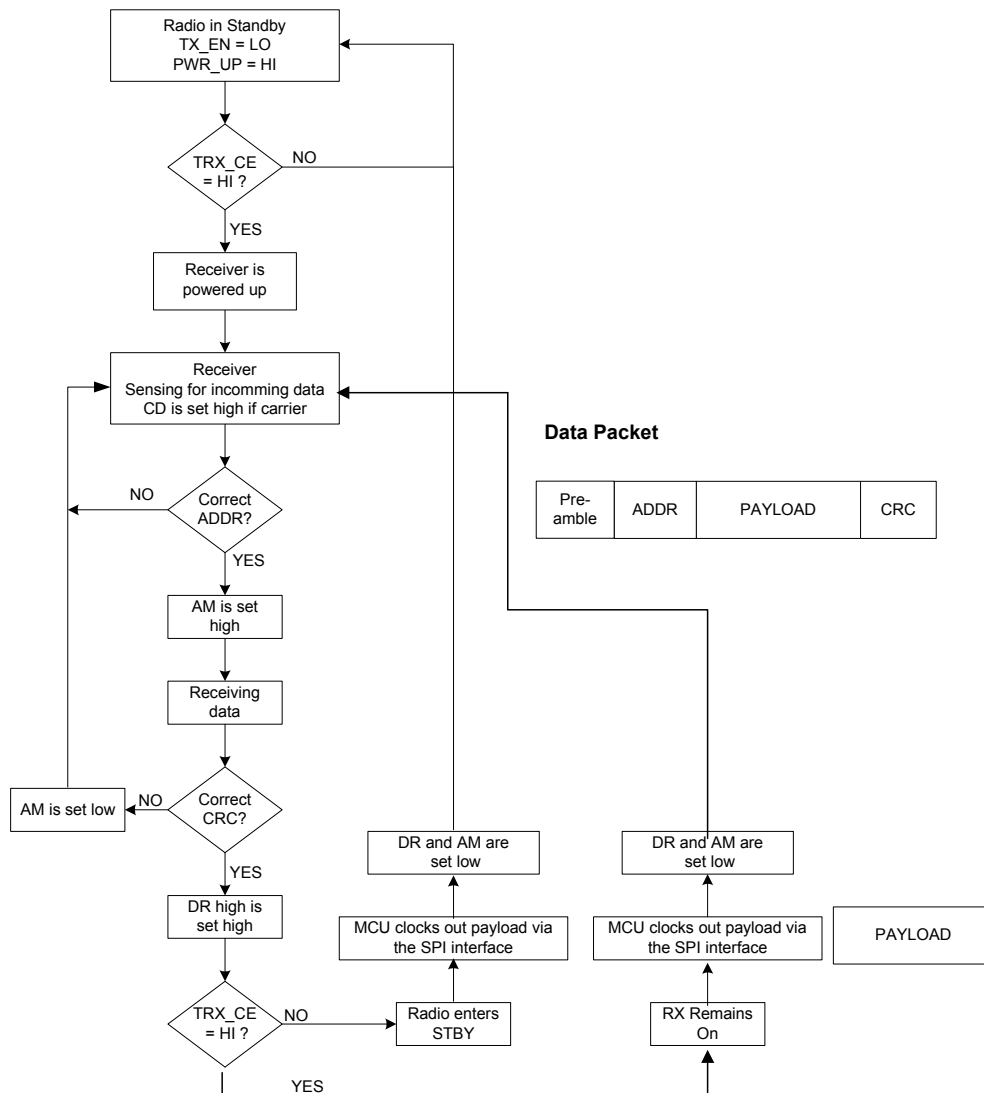 Radio in Standby
TX_EN = LO
PWR_UP = HI
TRX_CE
= HI ?
NO
YES
Receiver is
powered up
Receiver
Sensing for incomming data
CD is set high if carrier
Data Packet
Pre-
amble
ADDR
PAYLOAD
CRC
NO
Correct
ADDR?
YES
AM is set
high
Receiving
data
AM is set low
NO
Correct
CRC?
YES
DR high is
set high
TRX_CE
= HI ?
NO
YES
Radio enters
STBY
MCU clocks out payload via
the SPI interface
DR and AM are
set low
RX Remains
On
MCU clocks out payload via
the SPI interface
PAYLOAD
DR and AM are
set low